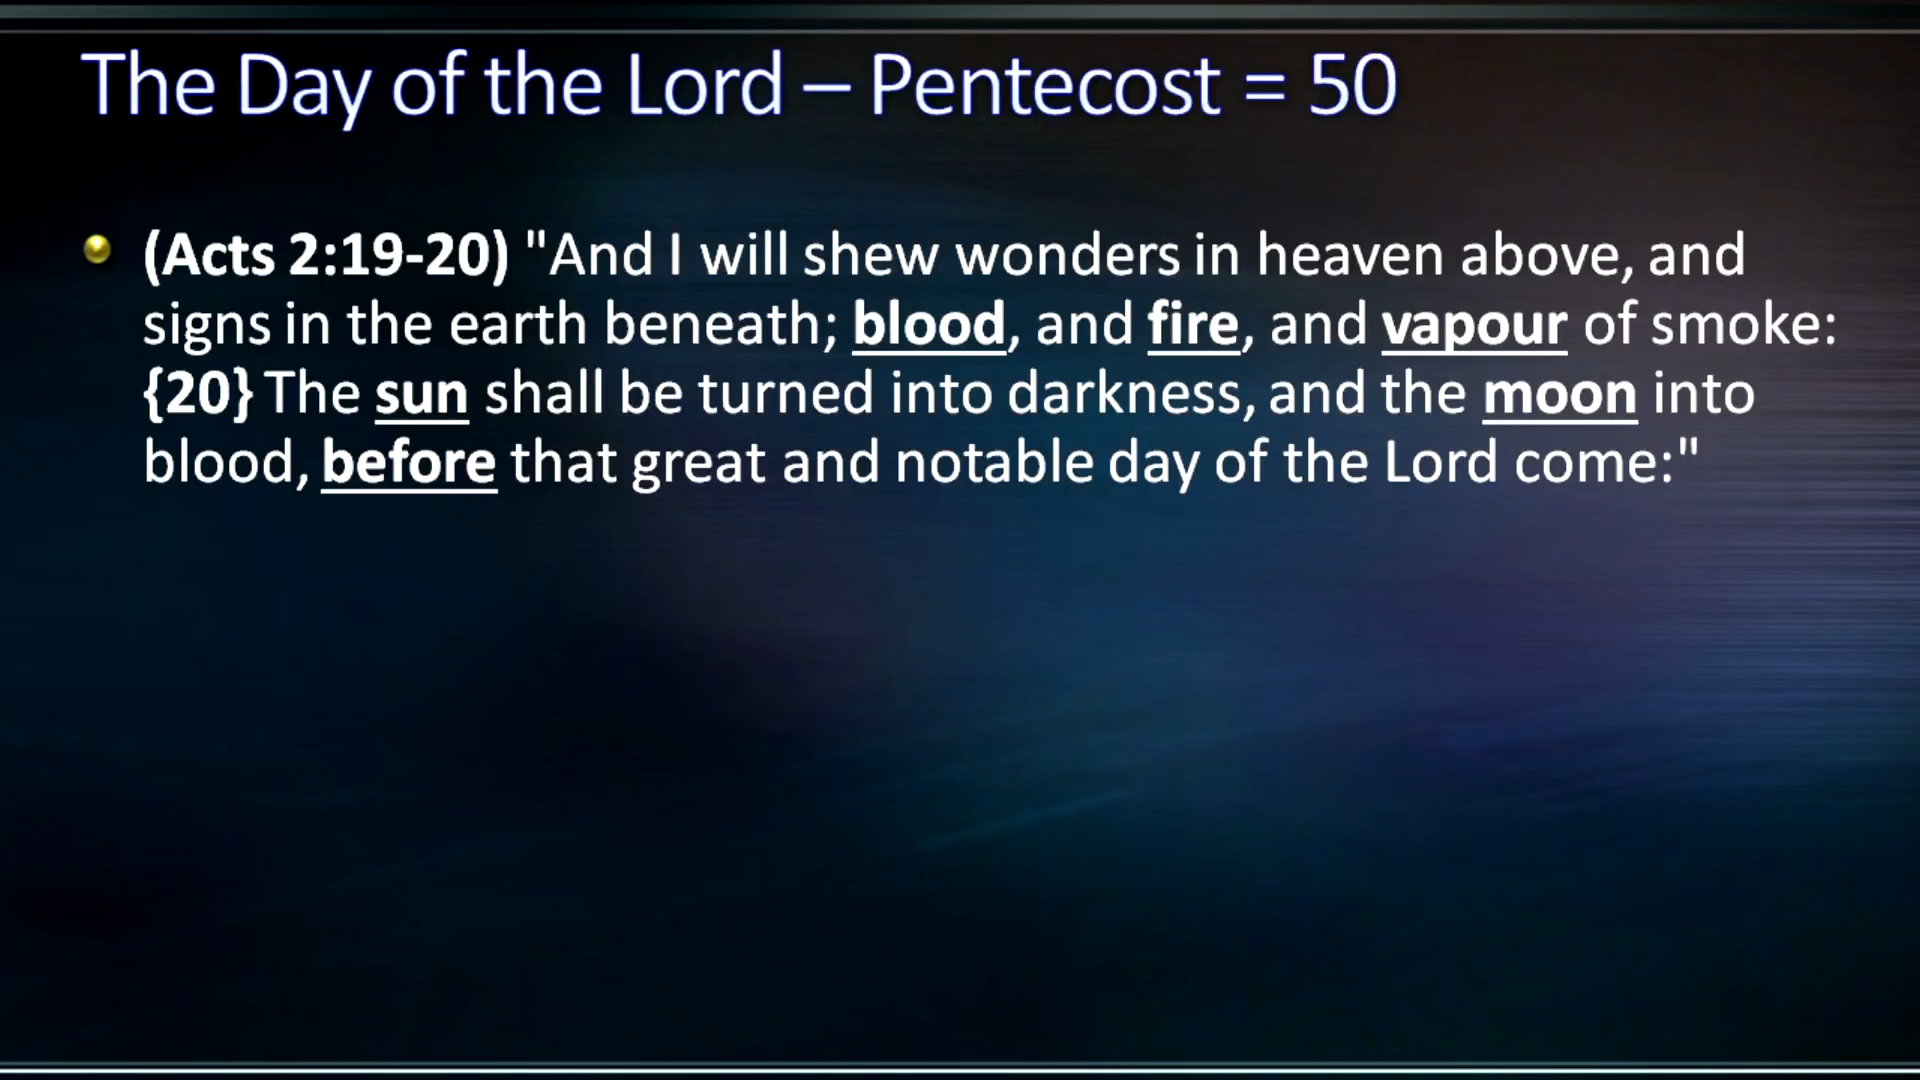 The Day of the Lord – Pentecost = 50
(Acts 2:19-20) "And I will shew wonders in heaven above, and
signs in the earth beneath; blood, and fire, and vapour of smoke:
{20} The sun shall be turned into darkness, and the moon into
blood, before that great and notable day of the Lord come:"